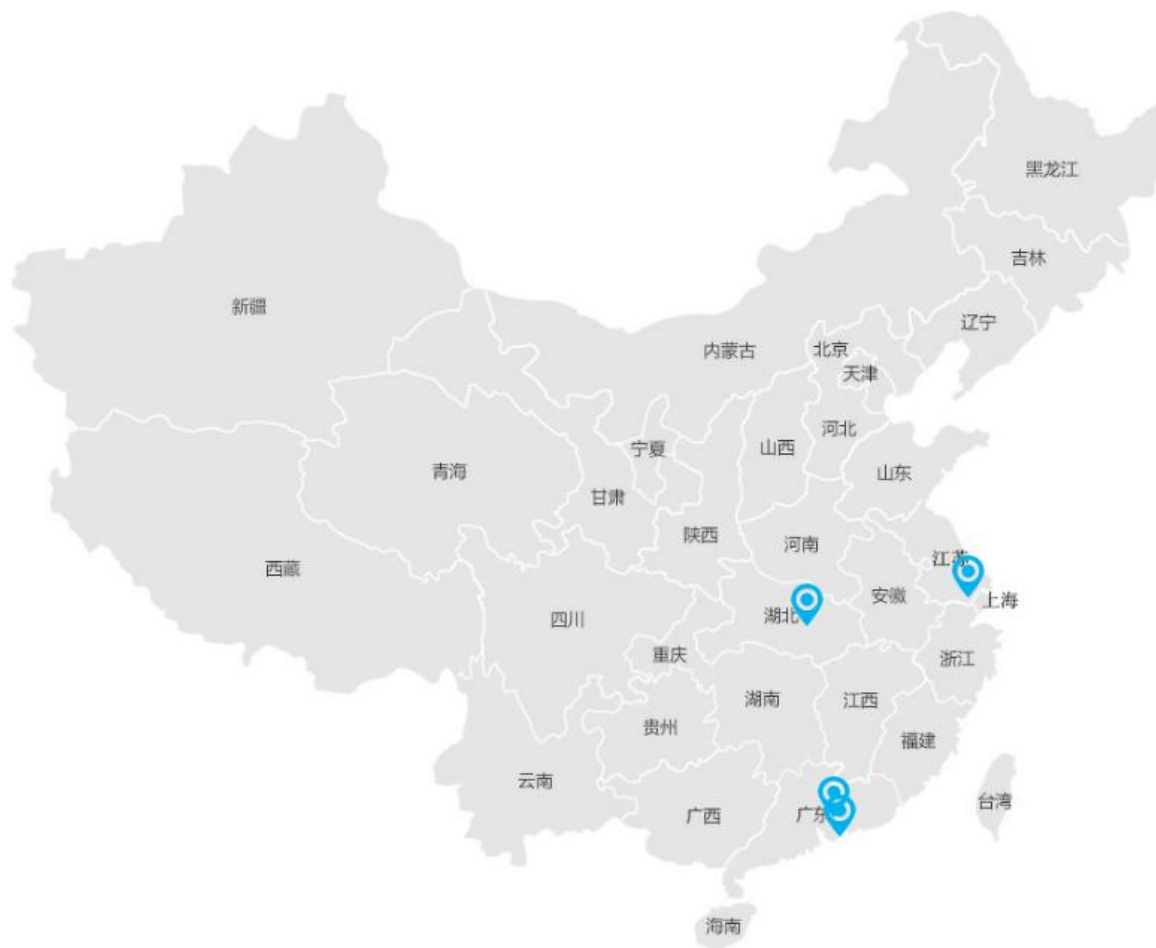 黑龙江
吉林
新疆
辽宁
内蒙古
北京
天津
河北
宁夏
山西
青海
山东
甘肃
陕西
河南
江苏
西藏
安徽
上海
湖北
四川
重庆
浙江
湖南
江西
贵州
福建
云南
台湾
广西
广东
海南